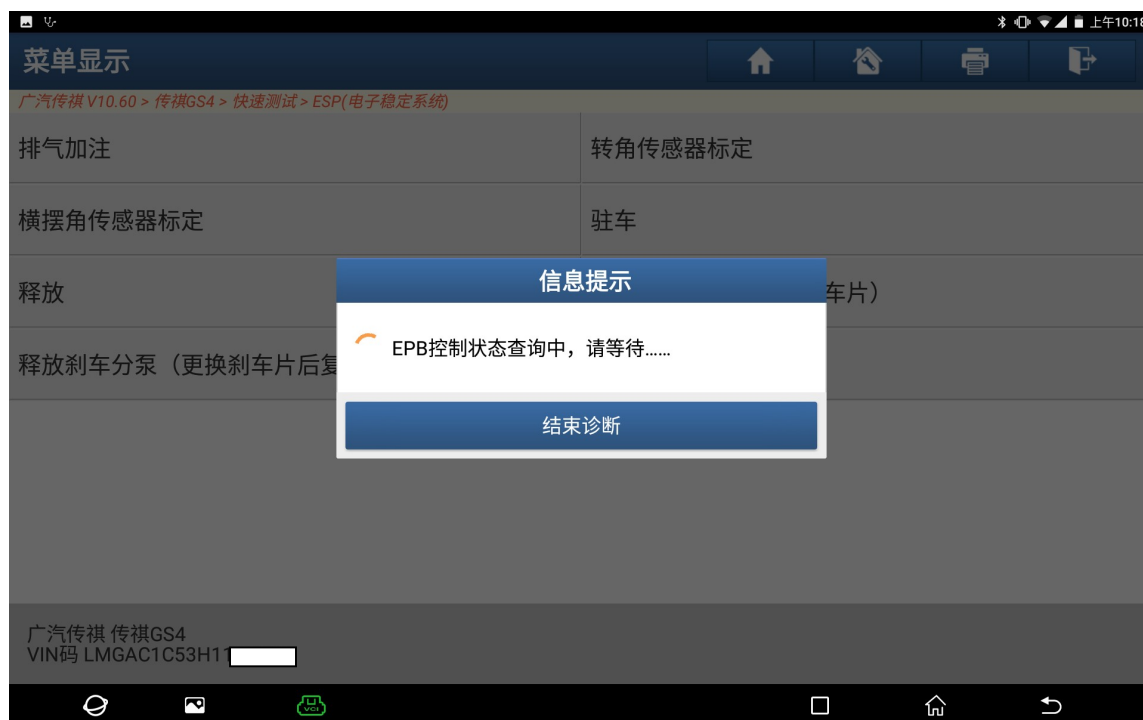 上午10:18
菜单显示
广汽传祺 V10.60 > 传祺GS4 > 快速测试 > ESP(电子稳定系统)
排气加注
转角传感器标定
横摆角传感器标定
驻车
释放
车片）
释放刹车分泵（更换刹车片后复
信息提示
EPB控制状态查询中，请等待......
结束诊断
广汽传祺 传祺GS4
VIN码 LMGAC1C53H11
VCI